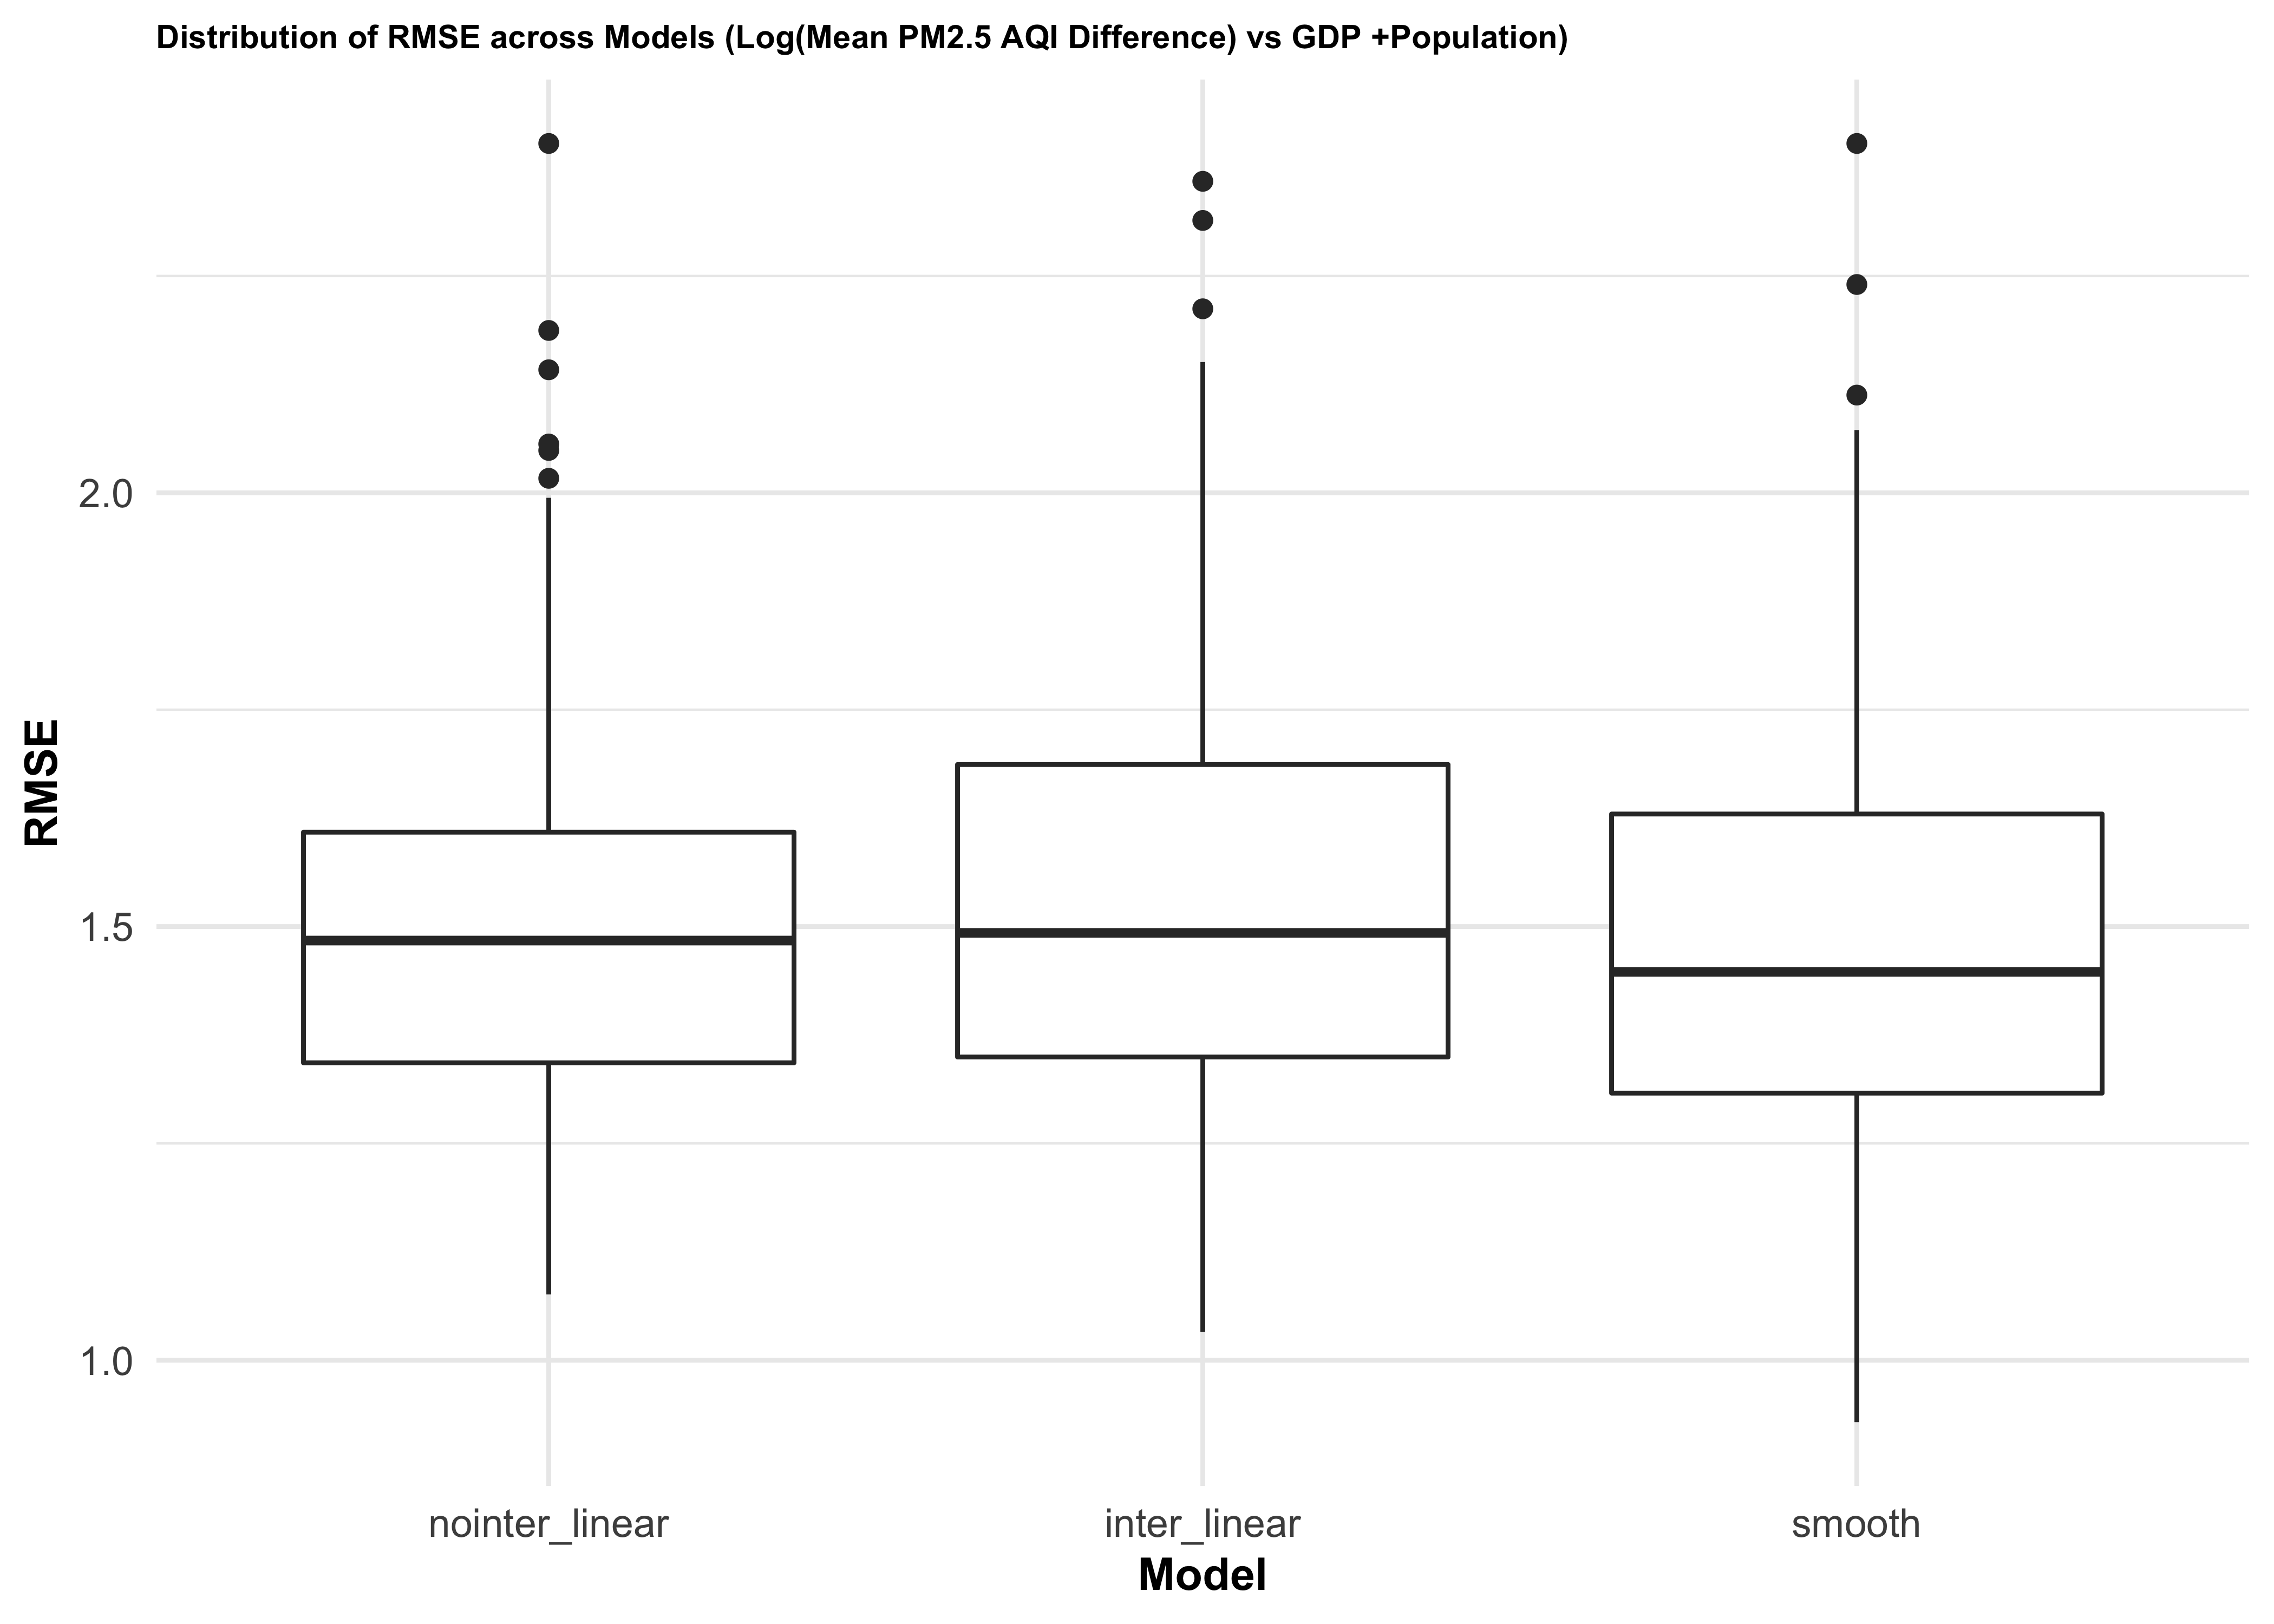 Distribution of RMSE across Models (Log(Mean PM2.5 AQI Difference) vs GDP +Population)
RMSE
2.0
1.5
1.0
nointer_linear
inter_linear
smooth
Model